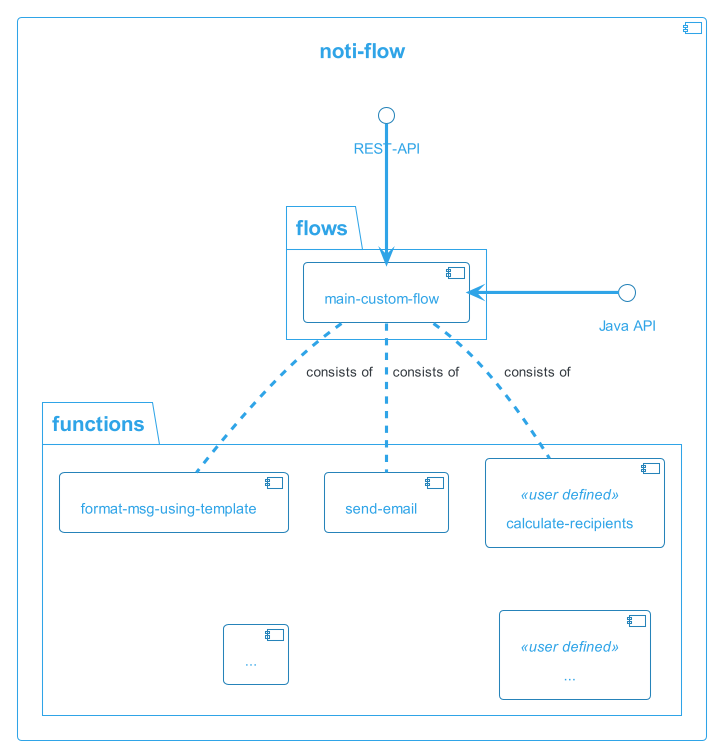 noti-flow
REST-API
flows
main-custom-flow
Java API
consists of
consists of
consists of
functions
format-msg-using-template
send-email
«user defined»
calculate-recipients
...
«user defined»
...